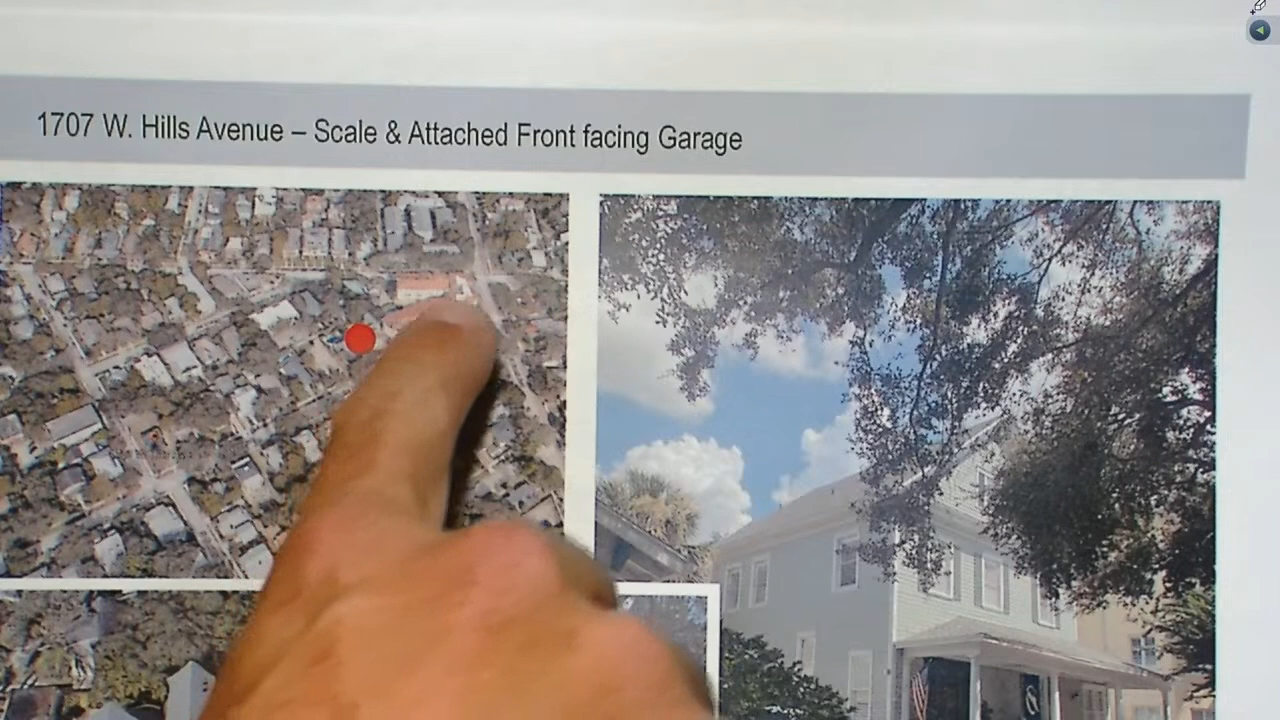 1707 W. Hills Avenue – Scale & Attached Front facing Garage